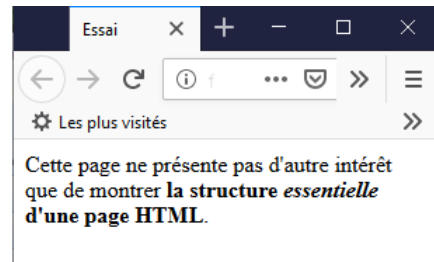 Essai
f
Les plus visités
Cette page ne présente pas d'autre intérêt
que de montrer la structure essentielle
d'une page HTML.